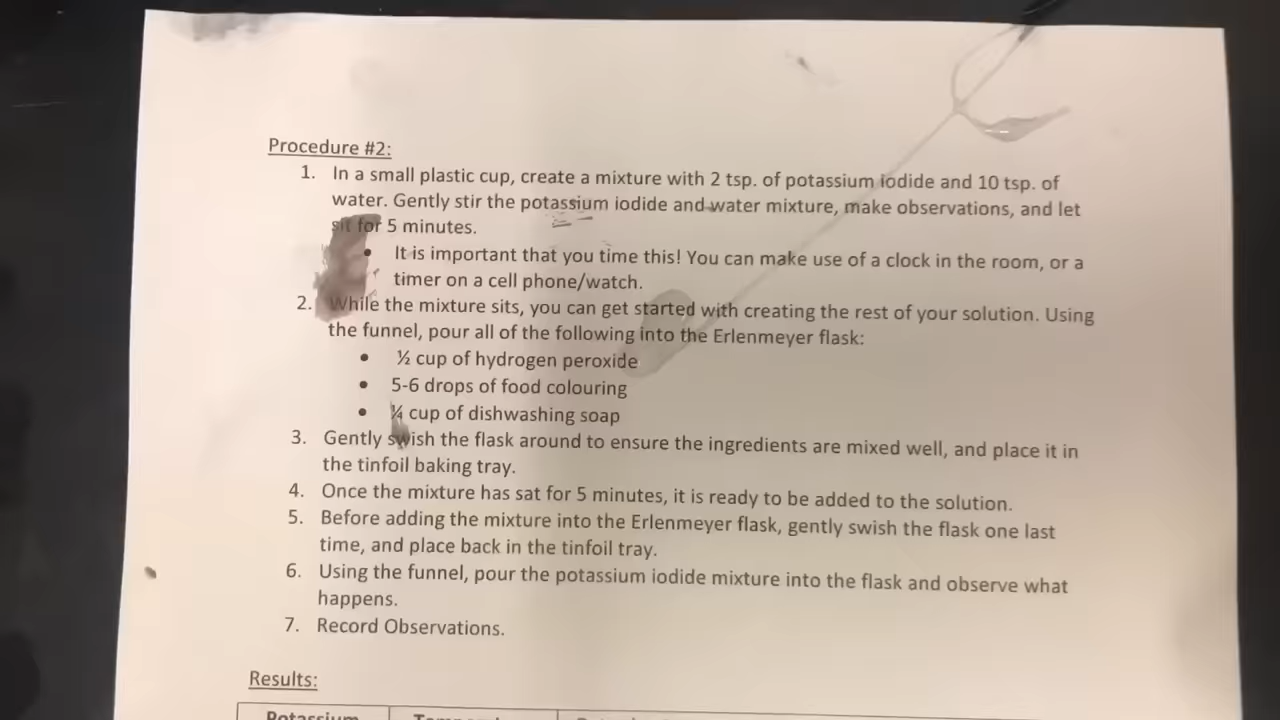 Procedure #2:
1. In a small plastic cup, create a mixture with 2 tsp. of potassium iodide and 10 tsp. of
water. Gently stir the potassium iodide and water mixture, make observations, and let
sit for 5 minutes.
• It is important that you time this! You can make use of a clock in the room, or a
timer on a cell phone/watch.
2. While the mixture sits, you can get started with creating the rest of your solution. Using
the funnel, pour all of the following into the Erlenmeyer flask:
• ½ cup of hydrogen peroxide
• 5-6 drops of food colouring
• ¼ cup of dishwashing soap
3. Gently swish the flask around to ensure the ingredients are mixed well, and place it in
the tinfoil baking tray.
4. Once the mixture has sat for 5 minutes, it is ready to be added to the solution.
5. Before adding the mixture into the Erlenmeyer flask, gently swish the flask one last
time, and place back in the tinfoil tray.
6. Using the funnel, pour the potassium iodide mixture into the flask and observe what
happens.
7. Record Observations.
Results:
Potassium